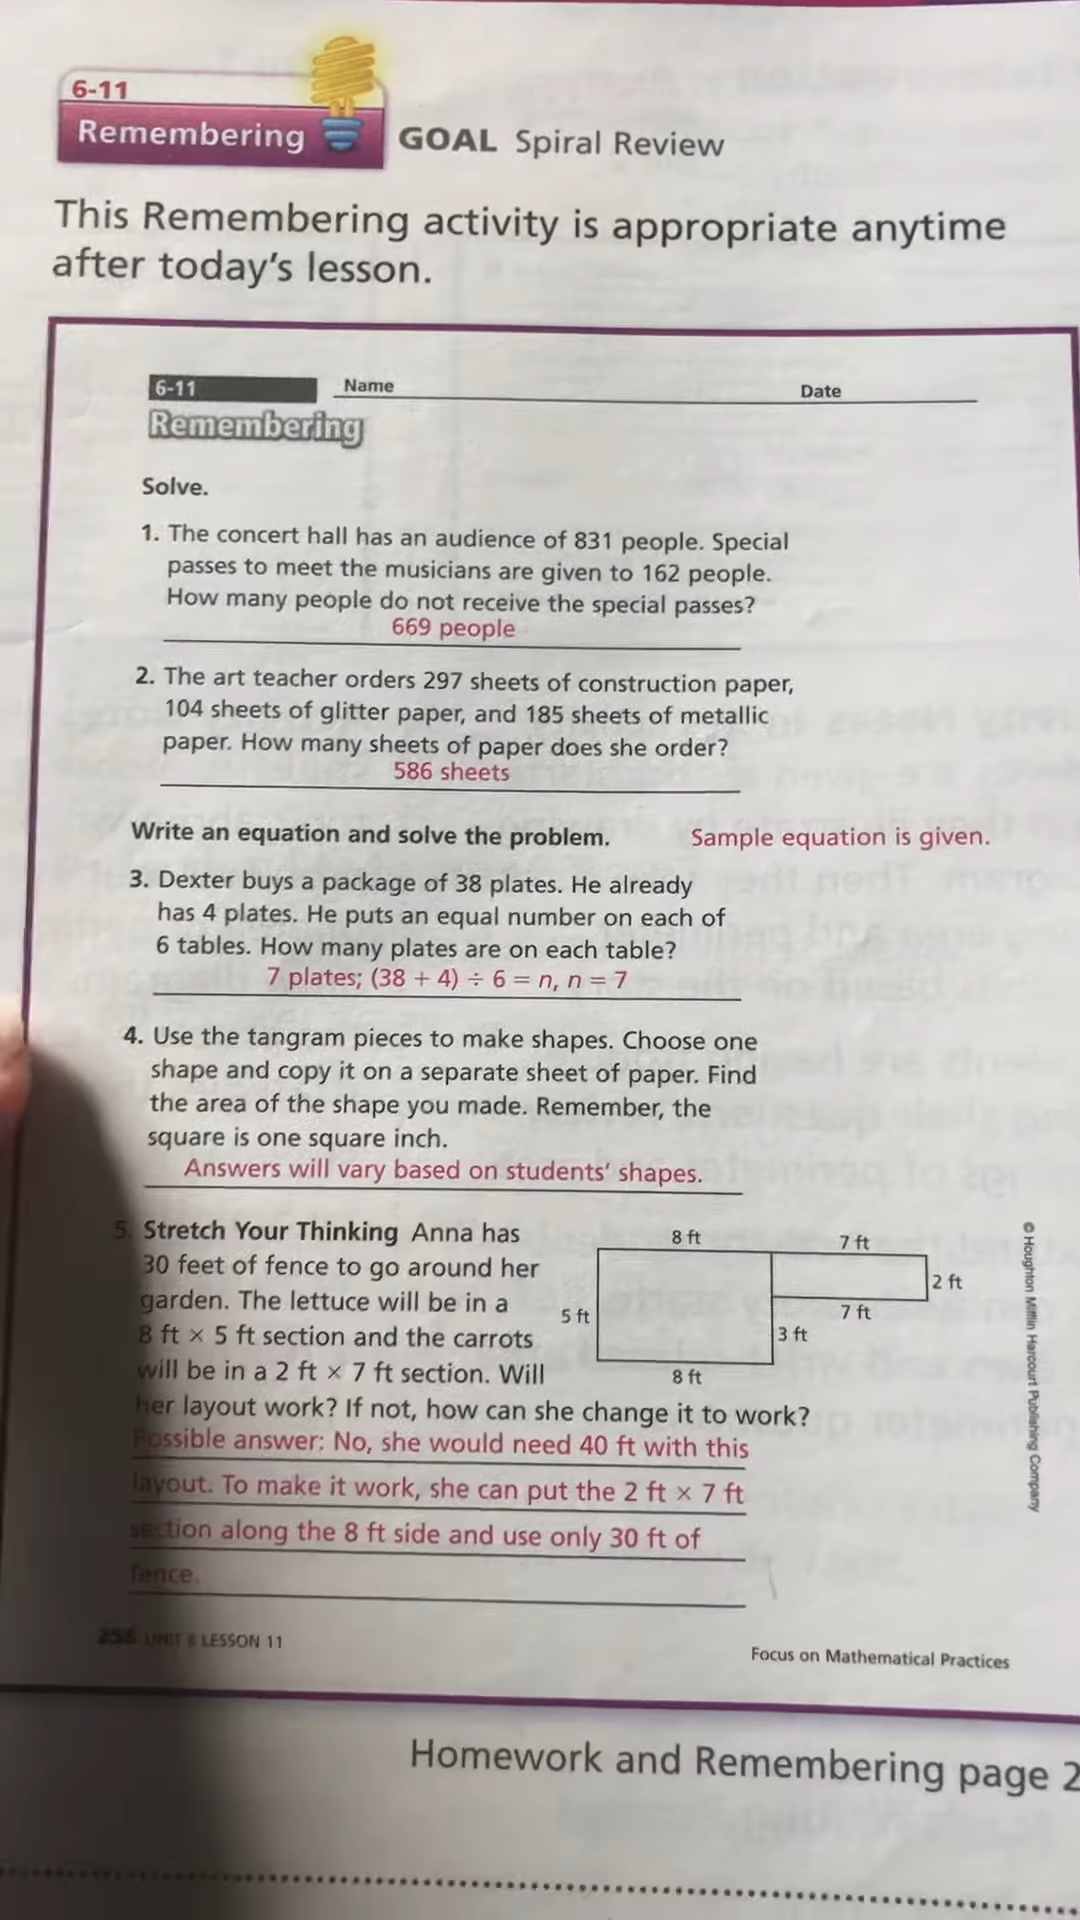 6-11
Remembering
GOAL Spiral Review
This Remembering activity is appropriate anytime
after today's lesson.
6-11
Name
Date
Remembering
Solve.
1. The concert hall has an audience of 831 people. Special
passes to meet the musicians are given to 162 people.
How many people do not receive the special passes?
669 people
2. The art teacher orders 297 sheets of construction paper,
104 sheets of glitter paper, and 185 sheets of metallic
paper. How many sheets of paper does she order?
586 sheets
Write an equation and solve the problem.
Sample equation is given.
3. Dexter buys a package of 38 plates. He already
has 4 plates. He puts an equal number on each of
6 tables. How many plates are on each table?
7 plates; (38 + 4) ÷ 6 = n, n = 7
4. Use the tangram pieces to make shapes. Choose one
shape and copy it on a separate sheet of paper. Find
the area of the shape you made. Remember, the
square is one square inch.
Answers will vary based on students' shapes.
5. Stretch Your Thinking Anna has
30 feet of fence to go around her
garden. The lettuce will be in a
8 ft × 5 ft section and the carrots
will be in a 2 ft × 7 ft section. Will
her layout work? If not, how can she change it to work?
8 ft
7 ft
2 ft
5 ft
7 ft
3 ft
8 ft
Possible answer: No, she would need 40 ft with this
layout. To make it work, she can put the 2 ft × 7 ft
section along the 8 ft side and use only 30 ft of
fence.
© Houghton Mifflin Harcourt Publishing Company
256 UNIT 6 LESSON 11
Focus on Mathematical Practices
Homework and Remembering page 2